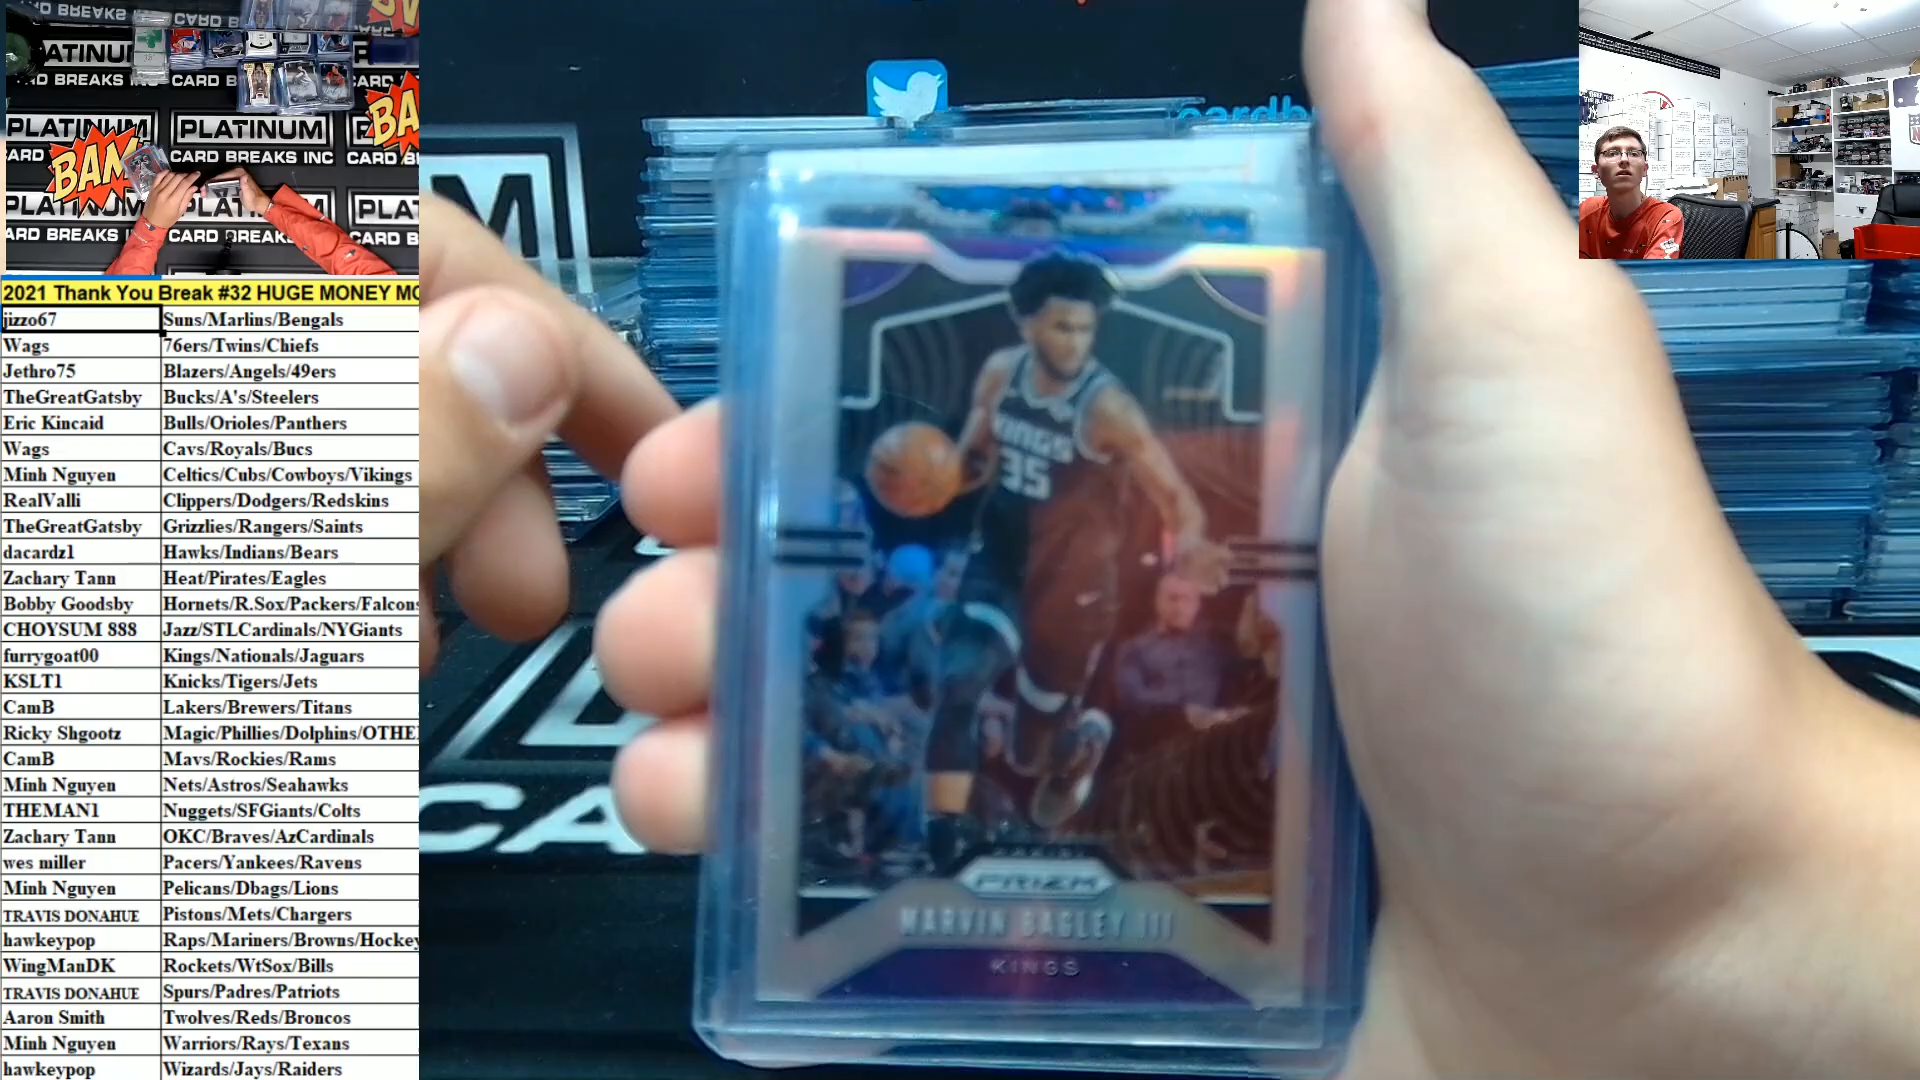 PLATINUM
CARD BREAKS INC
BAM
PLATINUM
CARD BREAKS INC
2021 Thank You Break #32 HUGE MONEY MO
jizzo67 Suns/Marlins/Bengals
Wags 76ers/Twins/Chiefs
Jethro75 Blazers/Angels/49ers
TheGreatGatsby Bucks/A's/Steelers
Eric Kincaid Bulls/Orioles/Panthers
Wags Cavs/Royals/Bucs
Minh Nguyen Celtics/Cubs/Cowboys/Vikings
RealValli Clippers/Dodgers/Redskins
TheGreatGatsby Grizzlies/Rangers/Saints
dacardz1 Hawks/Indians/Bears
Zachary Tann Heat/Pirates/Eagles
Bobby Goodsby Hornets/R.Sox/Packers/Falcons
CHOYSUM 888 Jazz/STLCardinals/NYGiants
furrygoat00 Kings/Nationals/Jaguars
KSLT1 Knicks/Tigers/Jets
CamB Lakers/Brewers/Titans
Ricky Shgootz Magic/Phillies/Dolphins/OTHE
CamB Mavs/Rockies/Rams
Minh Nguyen Nets/Astros/Seahawks
THEMAN1 Nuggets/SFGiants/Colts
Zachary Tann OKC/Braves/AzCardinals
wes miller Pacers/Yankees/Ravens
Minh Nguyen Pelicans/Dbags/Lions
TRAVIS DONAHUE Pistons/Mets/Chargers
hawkeypop Raps/Mariners/Browns/Hockey
WingManDK Rockets/WtSox/Bills
TRAVIS DONAHUE Spurs/Padres/Patriots
Aaron Smith Twolves/Reds/Broncos
Minh Nguyen Warriors/Rays/Texans
hawkeypop Wizards/Jays/Raiders
cardb
KINGS
35
PANINI
PRIZM
MARVIN BAGLEY III
KINGS
CA